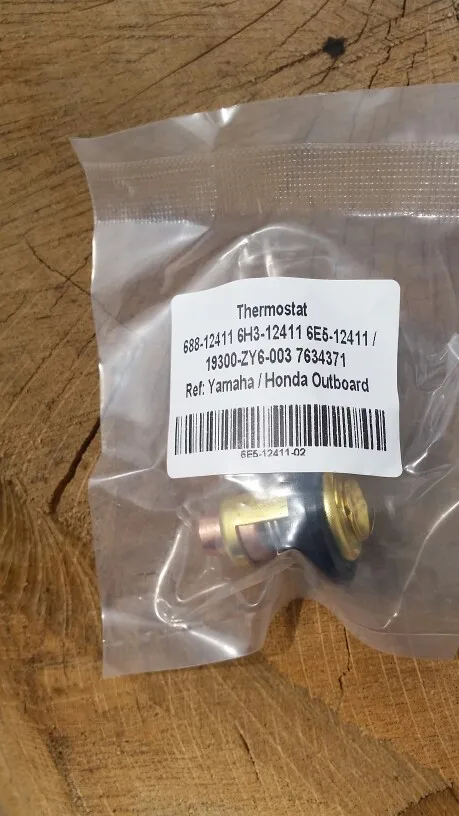 Thermostat
688-12411 6H3-12411 6E5-12411 /
19300-ZY6-003 7634371
Ref: Yamaha / Honda Outboard
6E5-12411-02